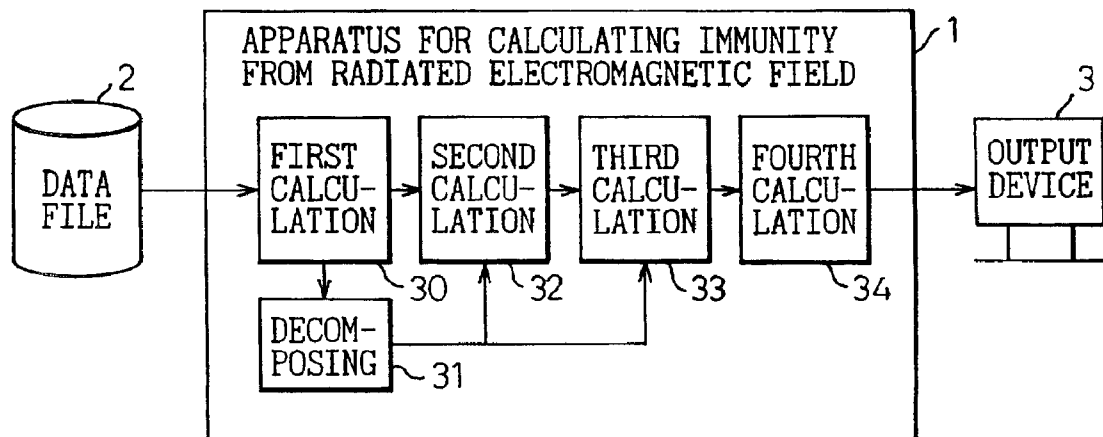 APPARATUS FOR CALCULATING IMMUNITY
FROM RADIATED ELECTROMAGNETIC FIELD
1
2
DATA
FILE
FIRST
CALCU-
LATION
30
SECOND
CALCU-
LATION
32
THIRD
CALCU-
LATION
33
FOURTH
CALCU-
LATION
34
3
OUTPUT
DEVICE
DECOM-
POSING
31